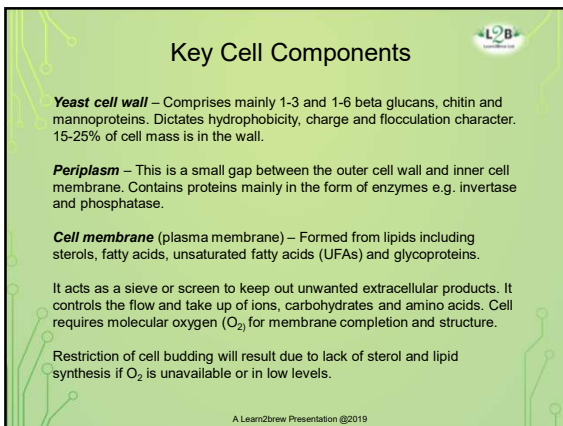 L2B
Learn2Brew Ltd
Key Cell Components
Yeast cell wall – Comprises mainly 1-3 and 1-6 beta glucans, chitin and
mannoproteins. Dictates hydrophobicity, charge and flocculation character.
15-25% of cell mass is in the wall.
Periplasm – This is a small gap between the outer cell wall and inner cell
membrane. Contains proteins mainly in the form of enzymes e.g. invertase
and phosphatase.
Cell membrane (plasma membrane) – Formed from lipids including
sterols, fatty acids, unsaturated fatty acids (UFAs) and glycoproteins.
It acts as a sieve or screen to keep out unwanted extracellular products. It
controls the flow and take up of ions, carbohydrates and amino acids. Cell
requires molecular oxygen (O₂) for membrane completion and structure.
Restriction of cell budding will result due to lack of sterol and lipid
synthesis if O₂ is unavailable or in low levels.
A Learn2brew Presentation @2019